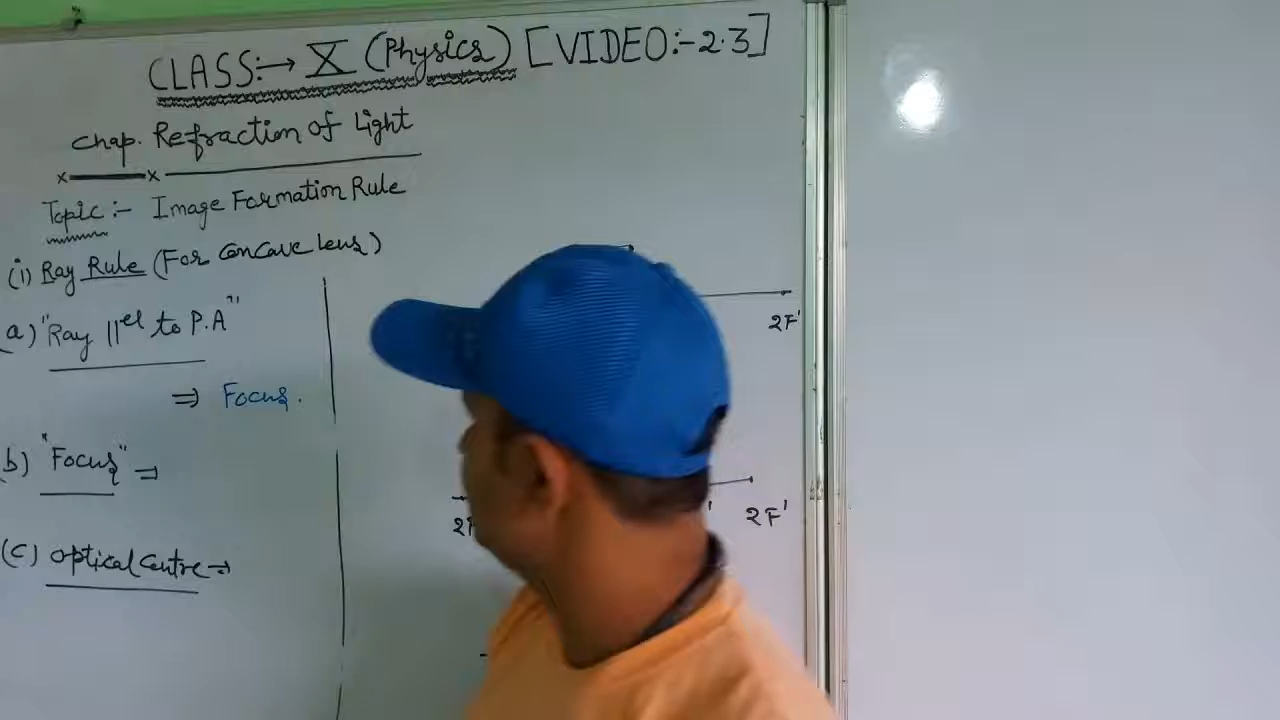 CLASS:→ X (Physics) [VIDEO:-2.3]
Chap. Refraction of Light
Topic:- Image Formation Rule
(i) Ray Rule (For Concave lens)
(a) "Ray ||el to P.A"
⇒ Focus.
(b) "Focus" ⇒
(C) Optical Centre →
2F'
2F
' 2F'